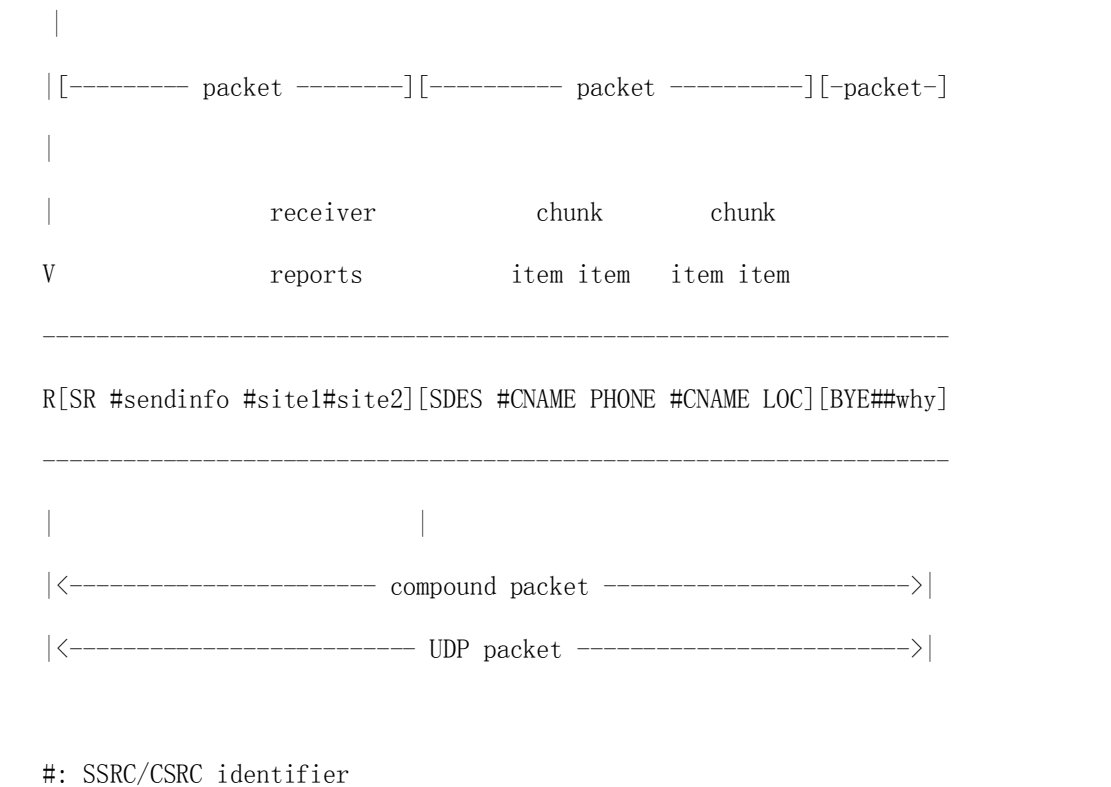 |
|[--------- packet --------][---------- packet ----------][-packet-]
|
| receiver chunk chunk
V reports item item item item
--------------------------------------------------------------------
R[SR #sendinfo #site1#site2][SDES #CNAME PHONE #CNAME LOC][BYE##why]
--------------------------------------------------------------------
| |
|<----------------------- compound packet ----------------------->|
|<-------------------------- UDP packet ------------------------->|
#: SSRC/CSRC identifier